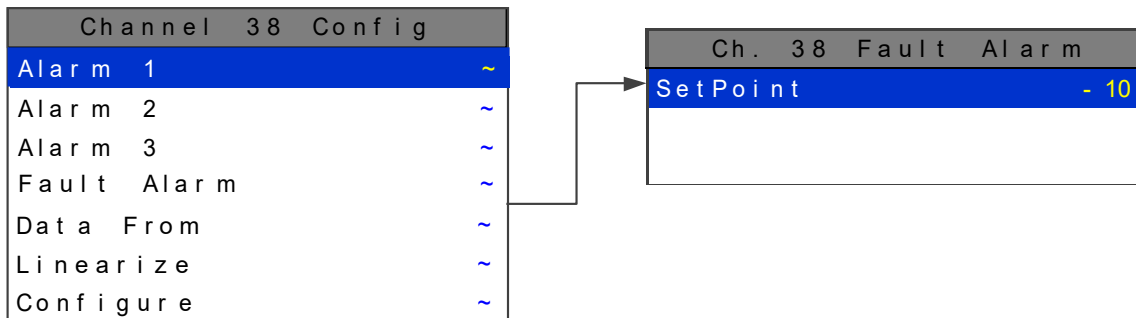 Channel 38 Config
Alarm 1 ~
Alarm 2 ~
Alarm 3 ~
Fault Alarm ~
Data From ~
Linearize ~
Configure ~
Ch. 38 Fault Alarm
SetPoint - 10